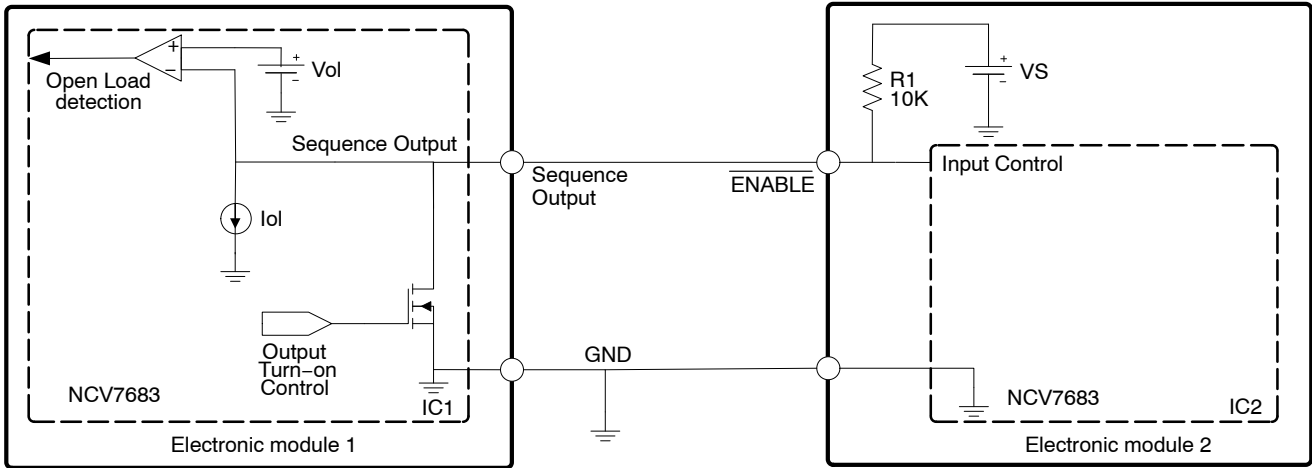 +
−
+
−
Vol
Open Load
detection
Sequence Output
Iol
Output
Turn−on
Control
NCV7683
IC1
Electronic module 1
Sequence
Output
GND
ENABLE
R1
10K
+
−
VS
Input Control
NCV7683
IC2
Electronic module 2